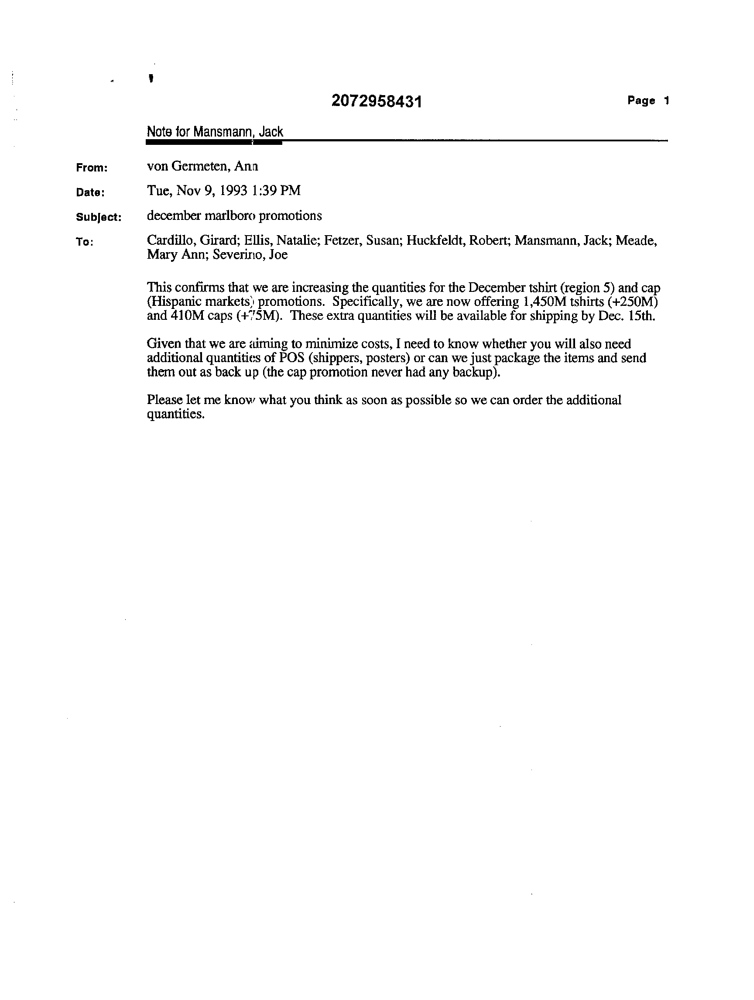 2072958431
Page 1
Note for Mansmann, Jack
From: von Germeten, Ann
Date: Tue, Nov 9, 1993 1:39 PM
Subject: december marlboro promotions
To: Cardillo, Girard; Ellis, Natalie; Fetzer, Susan; Huckfeldt, Robert; Mansmann, Jack; Meade,
Mary Ann; Severino, Joe
This confirms that we are increasing the quantities for the December tshirt (region 5) and cap
(Hispanic markets) promotions. Specifically, we are now offering 1,450M tshirts (+250M)
and 410M caps (+75M). These extra quantities will be available for shipping by Dec. 15th.
Given that we are aiming to minimize costs, I need to know whether you will also need
additional quantities of POS (shippers, posters) or can we just package the items and send
them out as back up (the cap promotion never had any backup).
Please let me know what you think as soon as possible so we can order the additional
quantities.